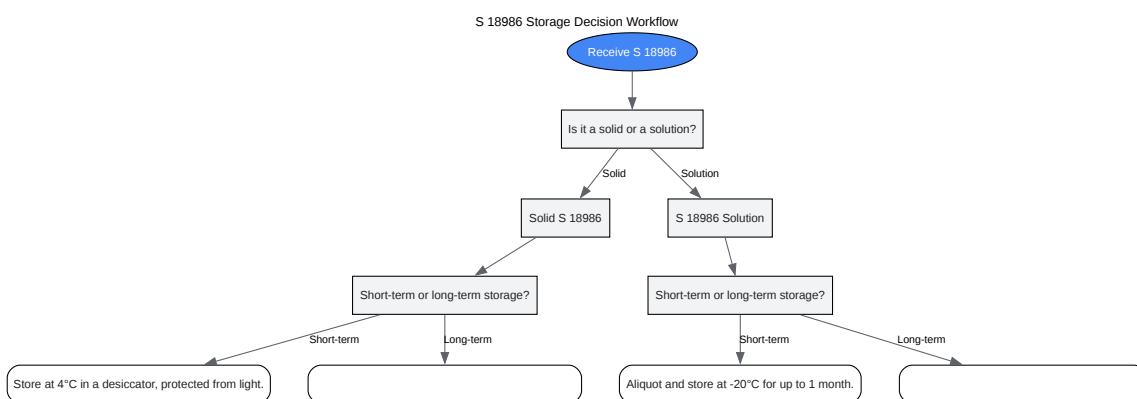 S 18986 Storage Decision Workflow
Receive S 18986
Is it a solid or a solution?
Solid
Solution
Solid S 18986
S 18986 Solution
Short-term or long-term storage?
Short-term or long-term storage?
Short-term
Long-term
Short-term
Long-term
Store at 4°C in a desiccator, protected from light.
Aliquot and store at -20°C for up to 1 month.